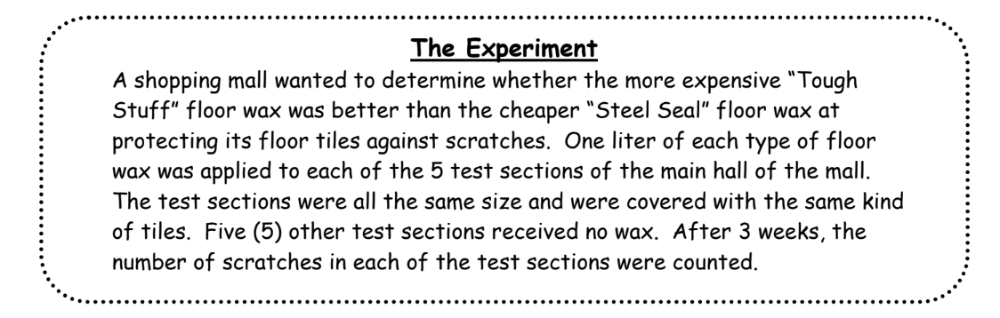 The Experiment
A shopping mall wanted to determine whether the more expensive “Tough
Stuff” floor wax was better than the cheaper “Steel Seal” floor wax at
protecting its floor tiles against scratches.  One liter of each type of floor
wax was applied to each of the 5 test sections of the main hall of the mall.
The test sections were all the same size and were covered with the same kind
of tiles.  Five (5) other test sections received no wax.  After 3 weeks, the
number of scratches in each of the test sections were counted.